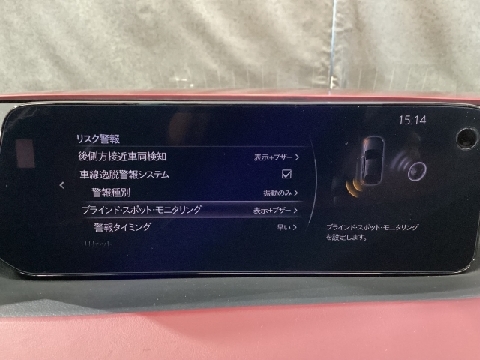 15:14
リスク警報
後側方接近車両検知 表示+ブザー
車線逸脱警報システム
警報種別 振動のみ
ブラインド・スポット・モニタリング 表示+ブザー
警報タイミング 早い
リセット
ブラインド・スポット・モニタリング
を設定します。